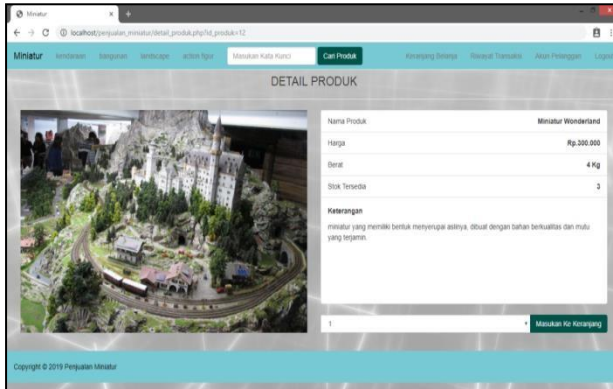 Miniatur
localhost/penjualan_miniatur/detail_produk.php?id_produk=12
Miniatur kendaraan bangunan landscape action figur Masukan Kata Kunci Cari Produk Keranjang Belanja Riwayat Transaksi Akun Pelanggan Logout
DETAIL PRODUK
Nama Produk Miniatur Wonderland
Harga Rp.300.000
Berat 4 Kg
Stok Tersedia 3
Keterangan
miniatur yang memiliki bentuk menyerupai aslinya, dibuat dengan bahan berkualitas dan mutu
yang terjamin.
1 Masukan Ke Keranjang
Copyright © 2019 Penjualan Miniatur